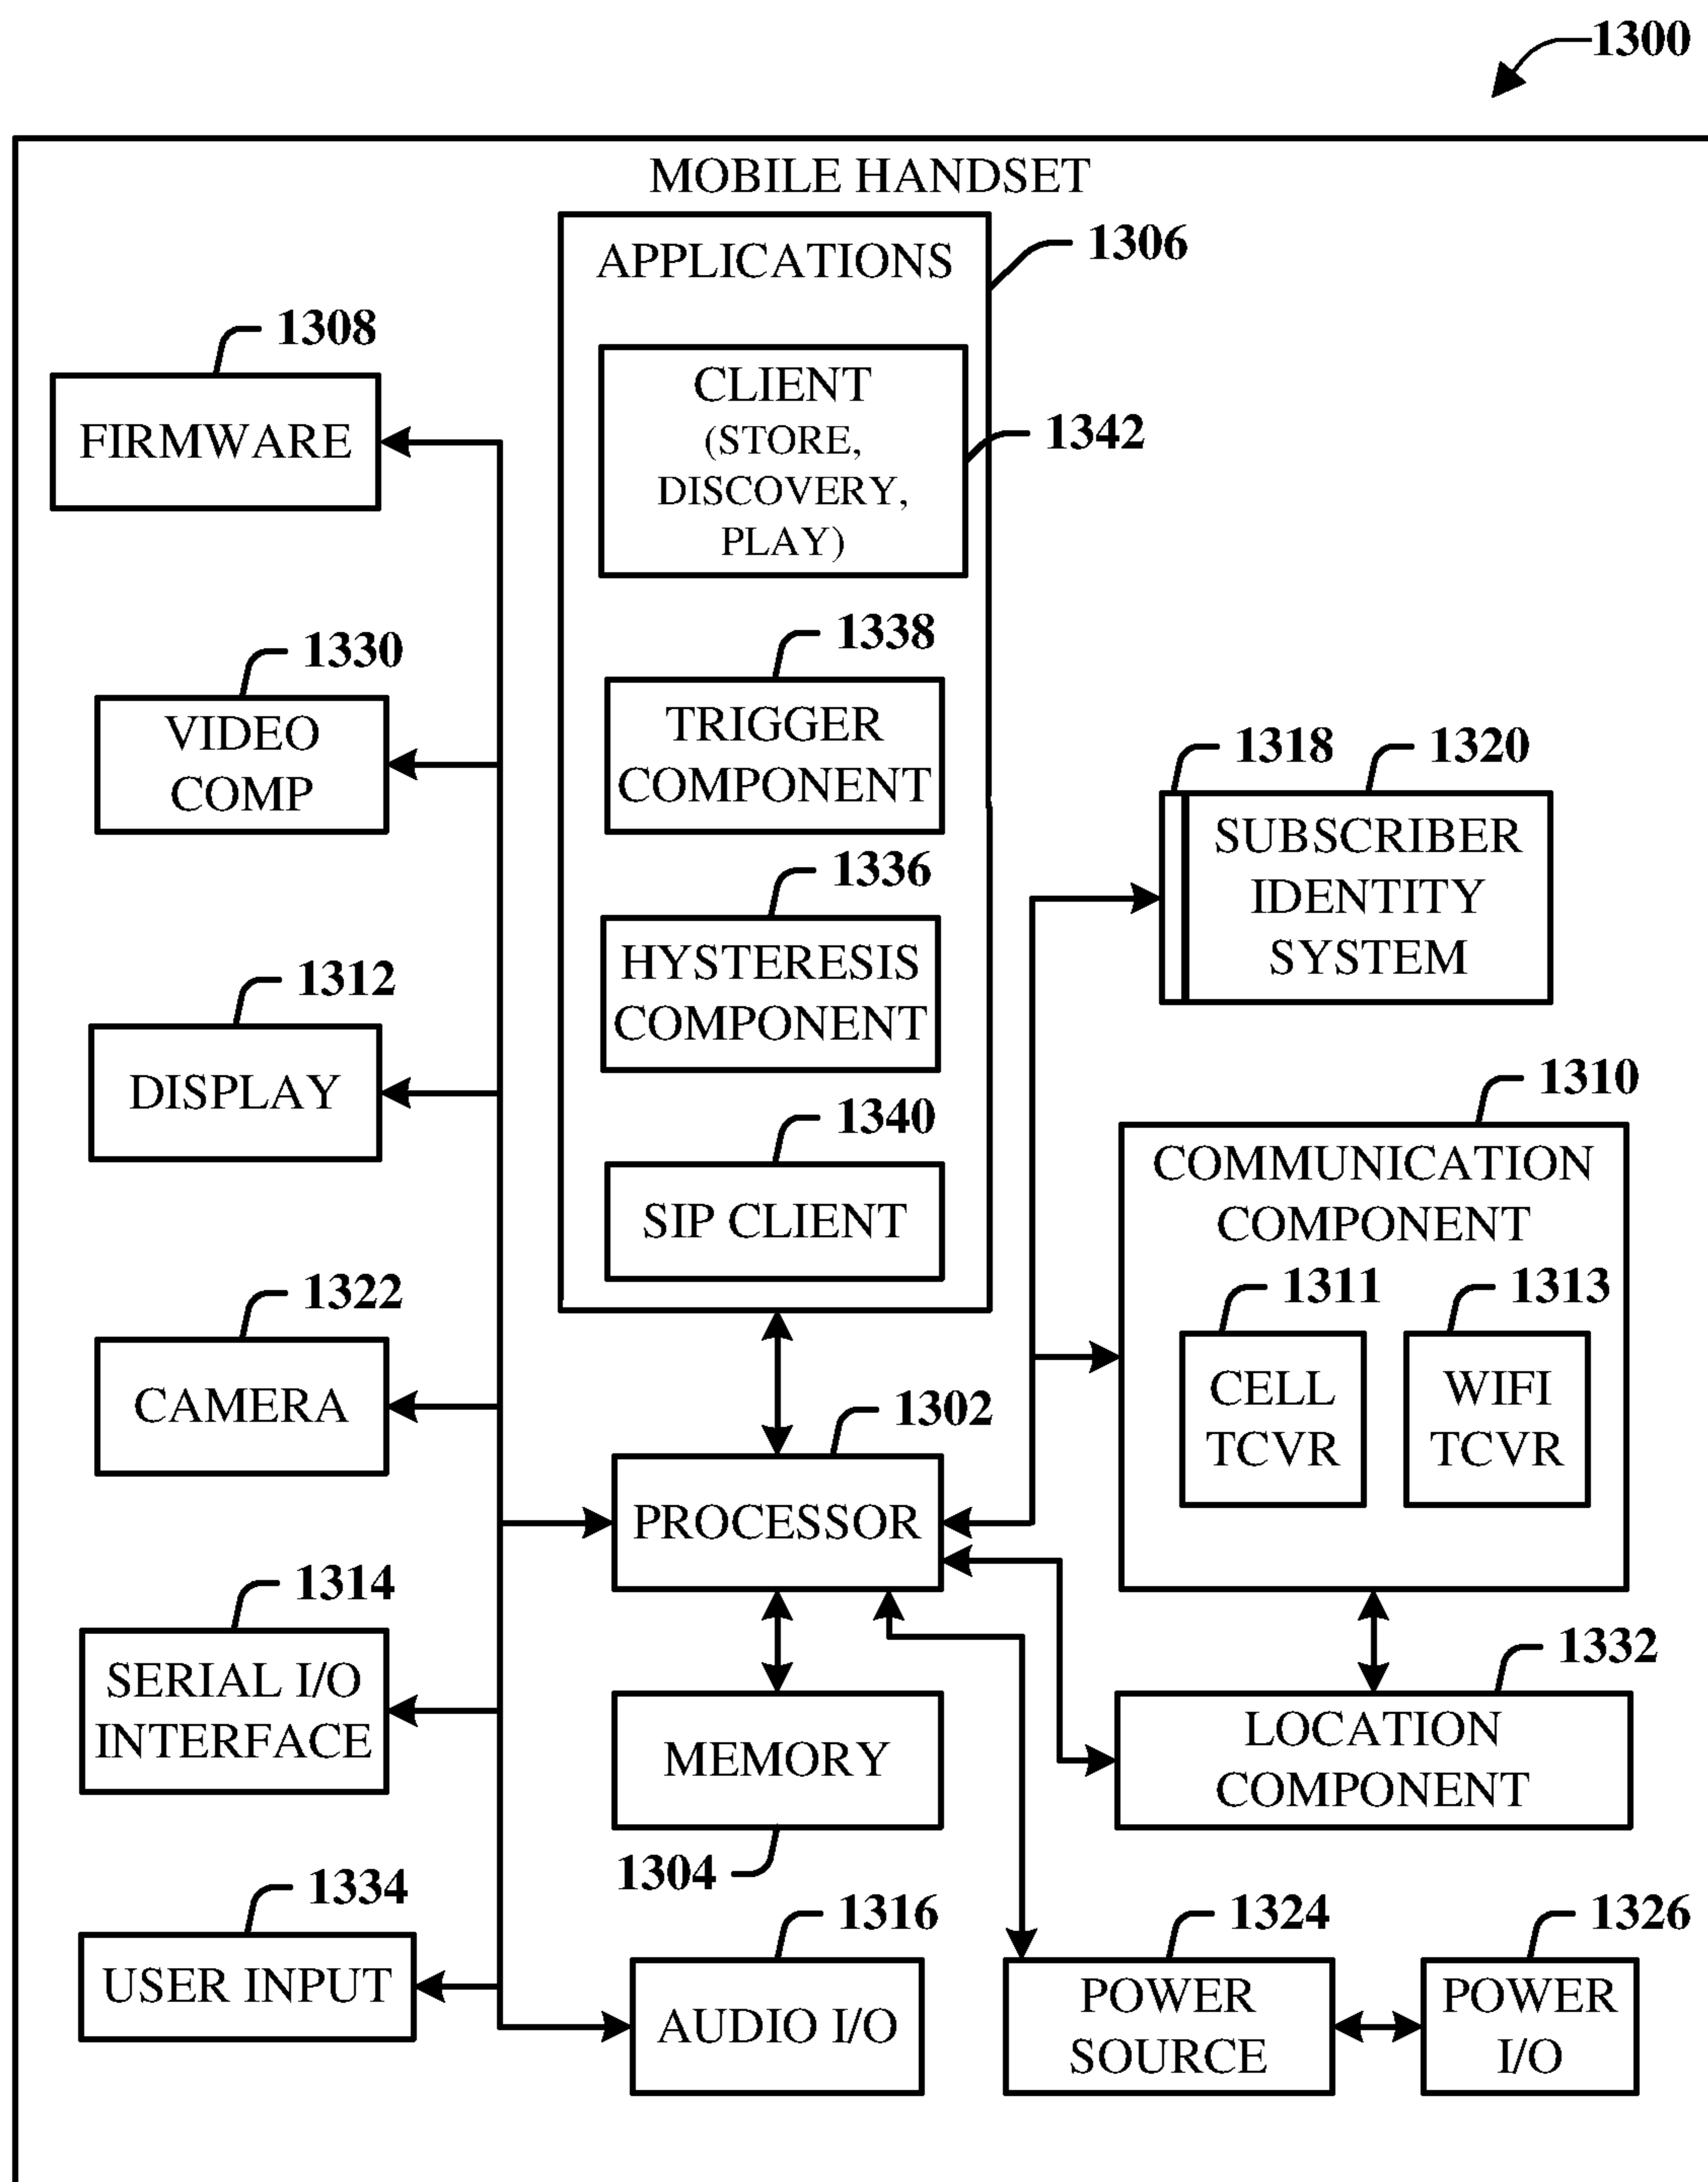 1300
MOBILE HANDSET
APPLICATIONS
1306
1308
FIRMWARE
CLIENT
(STORE,
DISCOVERY,
PLAY)
1342
1330
VIDEO
COMP
1338
TRIGGER
COMPONENT
1318
1320
SUBSCRIBER
IDENTITY
SYSTEM
1336
HYSTERESIS
COMPONENT
1312
DISPLAY
1340
SIP CLIENT
1310
COMMUNICATION
COMPONENT
1311
CELL
TCVR
1313
WIFI
TCVR
1322
CAMERA
1302
PROCESSOR
1314
SERIAL I/O
INTERFACE
MEMORY
1304
1332
LOCATION
COMPONENT
1334
USER INPUT
1316
AUDIO I/O
1324
POWER
SOURCE
1326
POWER
I/O